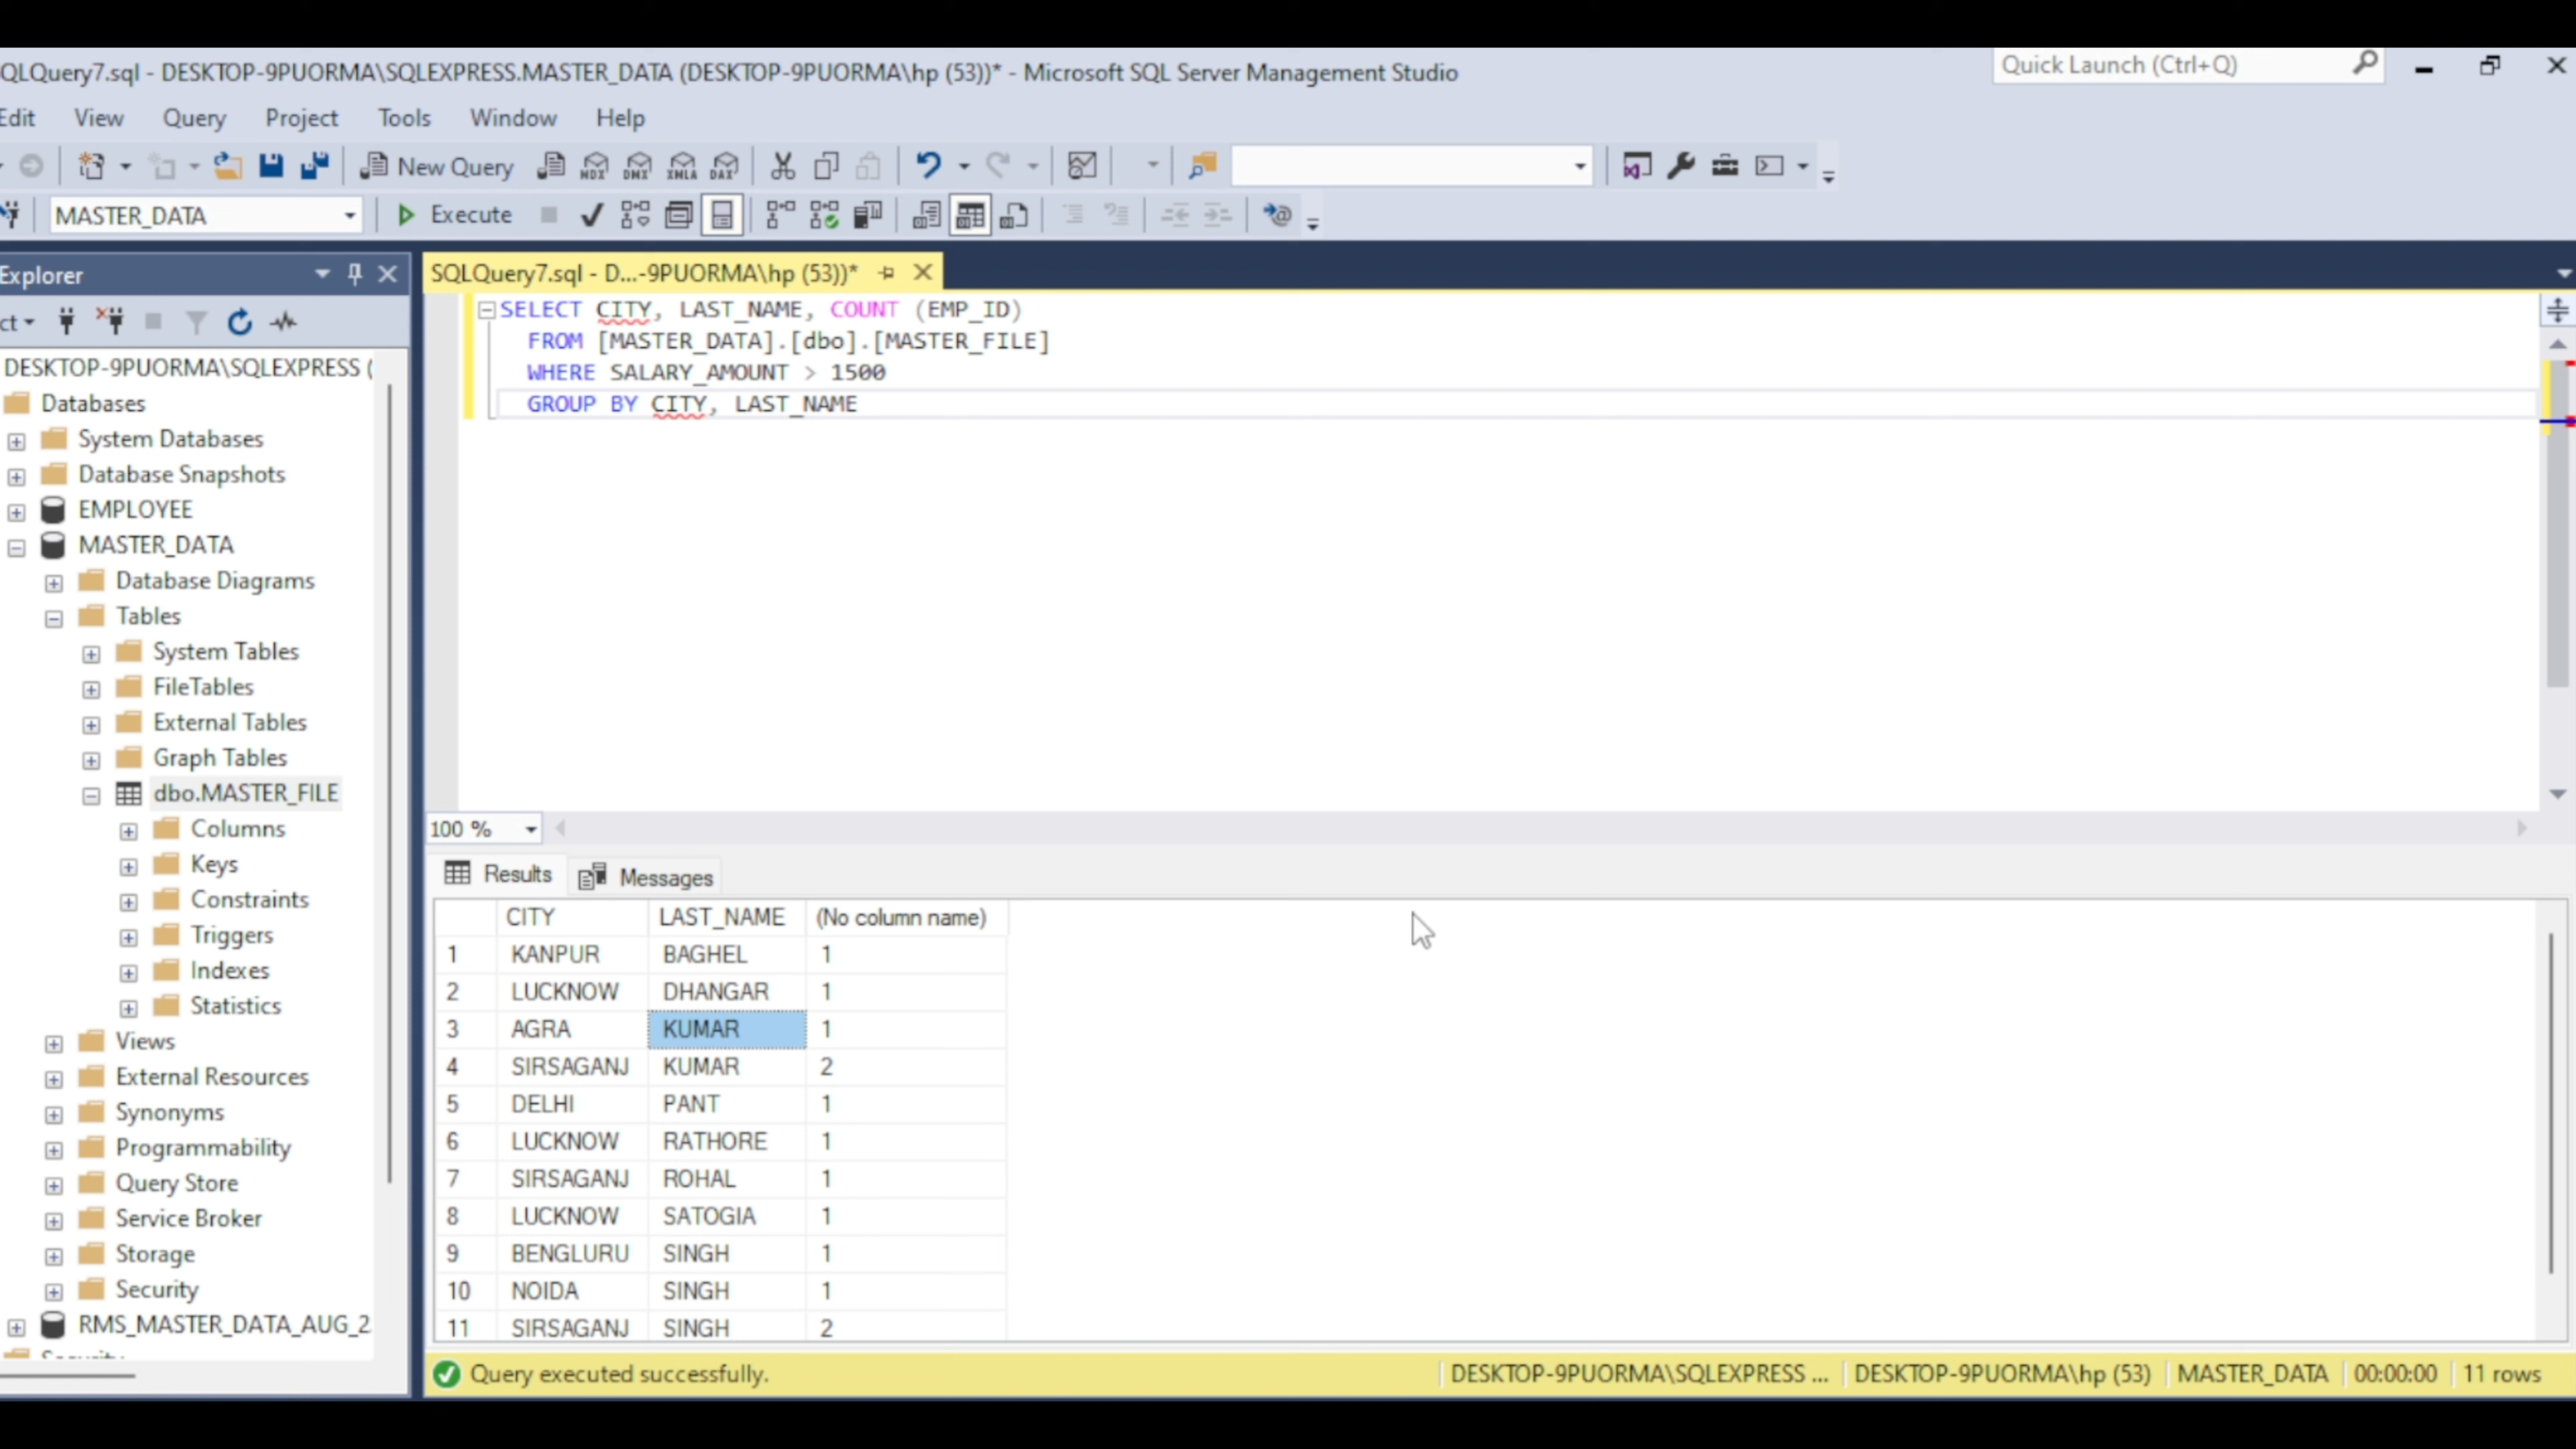 QLQuery7.sql - DESKTOP-9PUORMA\SQLEXPRESS.MASTER_DATA (DESKTOP-9PUORMA\hp (53))* - Microsoft SQL Server Management Studio
Quick Launch (Ctrl+Q)
Edit View Query Project Tools Window Help
New Query MDX DMX XMLA DAX
MASTER_DATA Execute
Explorer
SQLQuery7.sql - D...-9PUORMA\hp (53))*
ct
SELECT CITY, LAST_NAME, COUNT (EMP_ID)
FROM [MASTER_DATA].[dbo].[MASTER_FILE]
WHERE SALARY_AMOUNT > 1500
GROUP BY CITY, LAST_NAME
DESKTOP-9PUORMA\SQLEXPRESS (
Databases
System Databases
Database Snapshots
EMPLOYEE
MASTER_DATA
Database Diagrams
Tables
System Tables
FileTables
External Tables
Graph Tables
dbo.MASTER_FILE
Columns
Keys
Constraints
Triggers
Indexes
Statistics
Views
External Resources
Synonyms
Programmability
Query Store
Service Broker
Storage
Security
RMS_MASTER_DATA_AUG_2
100 %
Results Messages
CITY LAST_NAME (No column name)
1 KANPUR BAGHEL 1
2 LUCKNOW DHANGAR 1
3 AGRA KUMAR 1
4 SIRSAGANJ KUMAR 2
5 DELHI PANT 1
6 LUCKNOW RATHORE 1
7 SIRSAGANJ ROHAL 1
8 LUCKNOW SATOGIA 1
9 BENGLURU SINGH 1
10 NOIDA SINGH 1
11 SIRSAGANJ SINGH 2
Query executed successfully.
DESKTOP-9PUORMA\SQLEXPRESS ... DESKTOP-9PUORMA\hp (53) MASTER_DATA 00:00:00 11 rows